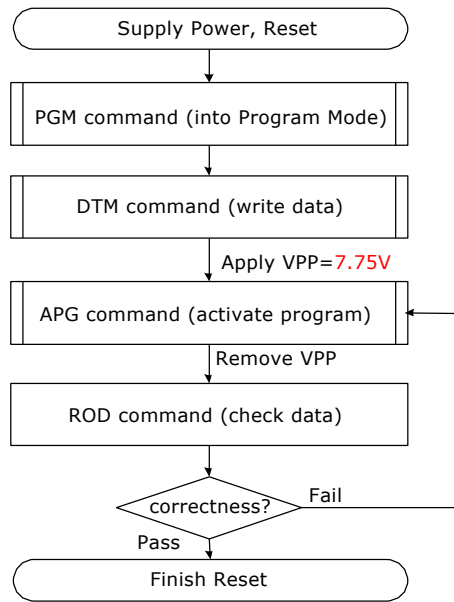 Supply Power, Reset
PGM command (into Program Mode)
DTM command (write data)
Apply VPP=7.75V
APG command (activate program)
Remove VPP
ROD command (check data)
correctness?
Fail
Pass
Finish Reset